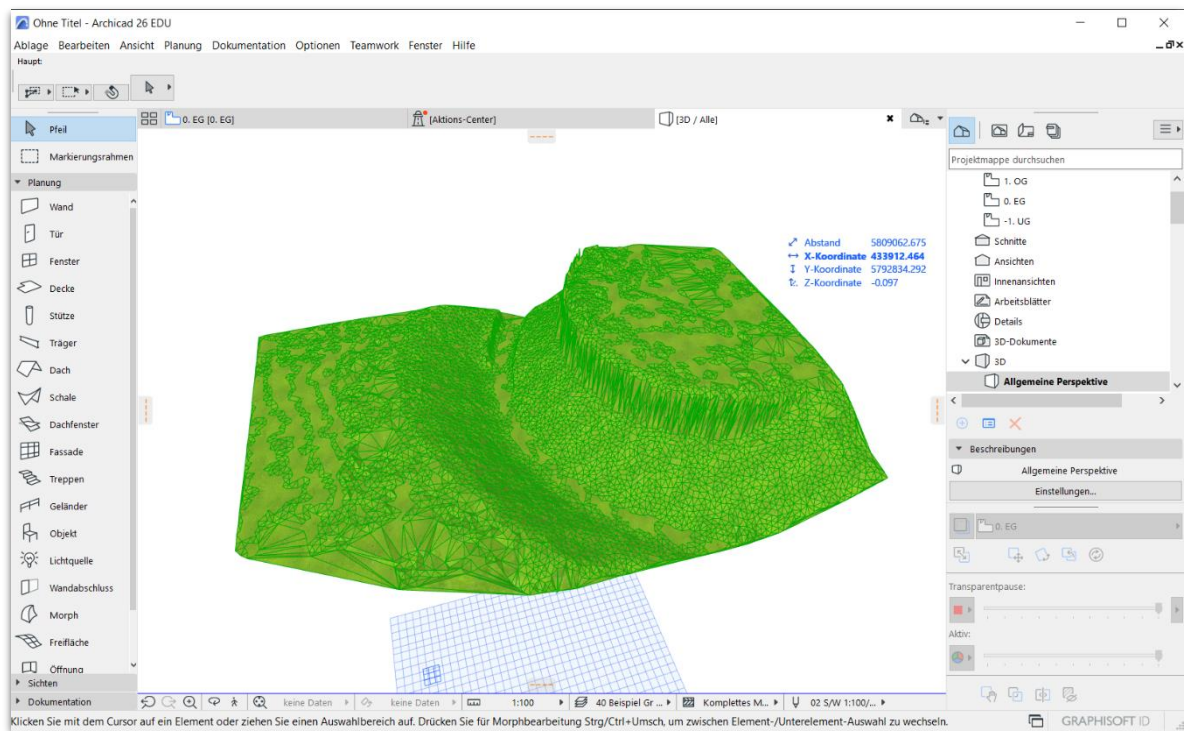 Ohne Titel - Archicad 26 EDU
Ablage Bearbeiten Ansicht Planung Dokumentation Optionen Teamwork Fenster Hilfe
Haupt:
0. EG [0. EG]
[Aktions-Center]
[3D / Alle]
Pfeil
Markierungsrahmen
Planung
Wand
Tür
Fenster
Decke
Stütze
Träger
Dach
Schale
Dachfenster
Fassade
Treppen
Geländer
Objekt
Lichtquelle
Wandabschluss
Morph
Freifläche
Öffnung
Sichten
Dokumentation
Abstand 5809062.675
X-Koordinate 433912.464
Y-Koordinate 5792834.292
Z-Koordinate -0.097
Projektmappe durchsuchen
1. OG
0. EG
-1. UG
Schnitte
Ansichten
Innenansichten
Arbeitsblätter
Details
3D-Dokumente
3D
Allgemeine Perspektive
Beschreibungen
Allgemeine Perspektive
Einstellungen...
0. EG
Transparentpause:
Aktiv:
keine Daten keine Daten 1:100 40 Beispiel Gr ... Komplettes M... 02 S/W 1:100/...
Klicken Sie mit dem Cursor auf ein Element oder ziehen Sie einen Auswahlbereich auf. Drücken Sie für Morphbearbeitung Strg/Ctrl+Umsch, um zwischen Element-/Unterelement-Auswahl zu wechseln.
GRAPHISOFT ID